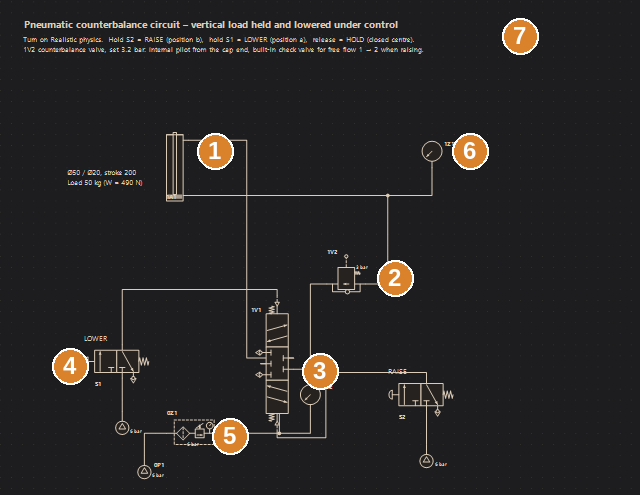 Pneumatic counterbalance circuit – vertical load held and lowered under control
Turn on Realistic physics. Hold S2 = RAISE (position b), hold S1 = LOWER (position a), release = HOLD (closed centre).
1V2 counterbalance valve, set 3.2 bar. Internal pilot from the cap end, built-in check valve for free flow 1 → 2 when raising.
7
1
6
Ø50 / Ø20, stroke 200
Load 50 kg (W = 490 N)
1V2
2
1V1
LOWER
4
3
RAISE
S1
S2
0Z1
5
6 bar
6 bar
0P1
6 bar